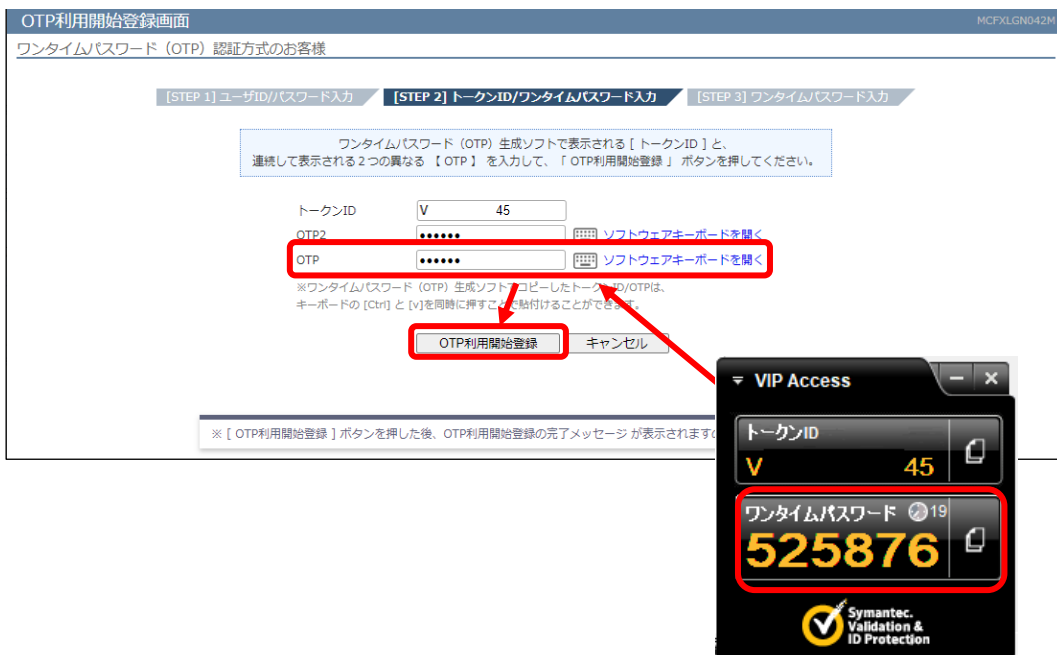 OTP利用開始登録画面
MCFXLGN042M
ワンタイムパスワード（OTP）認証方式のお客様
[STEP 1] ユーザID/パスワード入力
[STEP 2] トークンID/ワンタイムパスワード入力
[STEP 3] ワンタイムパスワード入力
ワンタイムパスワード（OTP）生成ソフトで表示される [ トークンID ] と、
連続して表示される２つの異なる 【 OTP 】 を入力して、「 OTP利用開始登録 」 ボタンを押してください。
トークンID V 45
OTP2 •••••• ソフトウェアキーボードを開く
OTP •••••• ソフトウェアキーボードを開く
※ワンタイムパスワード（OTP）生成ソフトでコピーしたトークンID/OTPは、
キーボードの [Ctrl] と [v]を同時に押すことで貼付けることができます。
OTP利用開始登録 キャンセル
※ [ OTP利用開始登録 ] ボタンを押した後、OTP利用開始登録の完了メッセージ が表示されますの
VIP Access
トークンID
V 45
ワンタイムパスワード 19
525876
Symantec.
Validation &
ID Protection